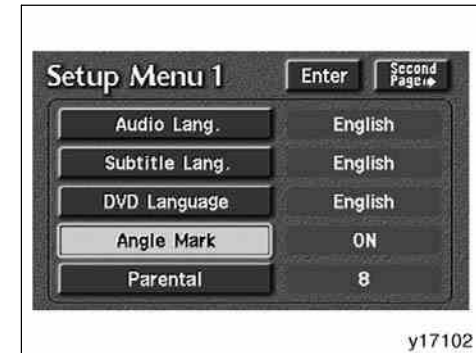 Setup Menu 1 Enter Second Page
Audio Lang. English
Subtitle Lang. English
DVD Language English
Angle Mark ON
Parental 8
y17102